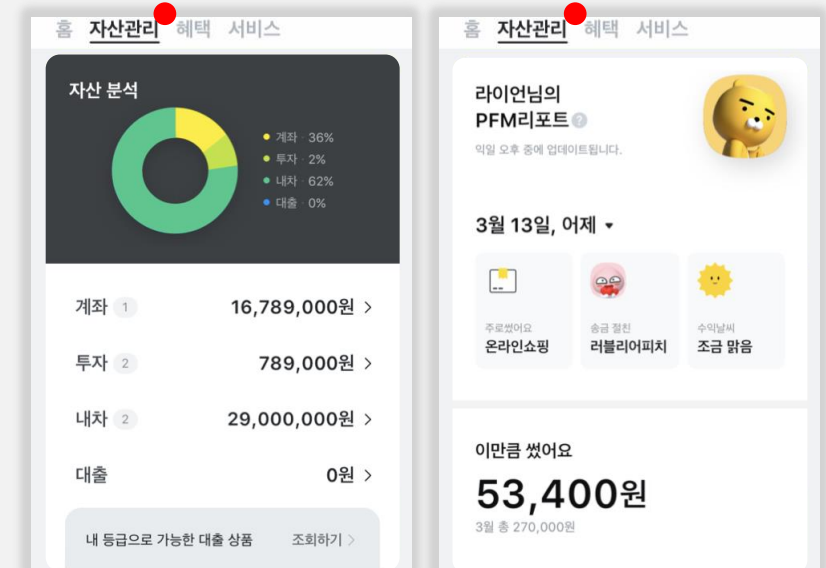 홈 자산관리 혜택 서비스
자산 분석
계좌 · 36%
투자 · 2%
내차 · 62%
대출 · 0%
계좌 1 16,789,000원 >
투자 2 789,000원 >
내차 2 29,000,000원 >
대출 0원 >
내 등급으로 가능한 대출 상품 조회하기 >
홈 자산관리 혜택 서비스
라이언님의
PFM리포트 ?
익일 오후 중에 업데이트됩니다.
3월 13일, 어제
주로썼어요
온라인쇼핑
송금 절친
러블리어피치
수익날씨
조금 맑음
이만큼 썼어요
53,400원
3월 총 270,000원